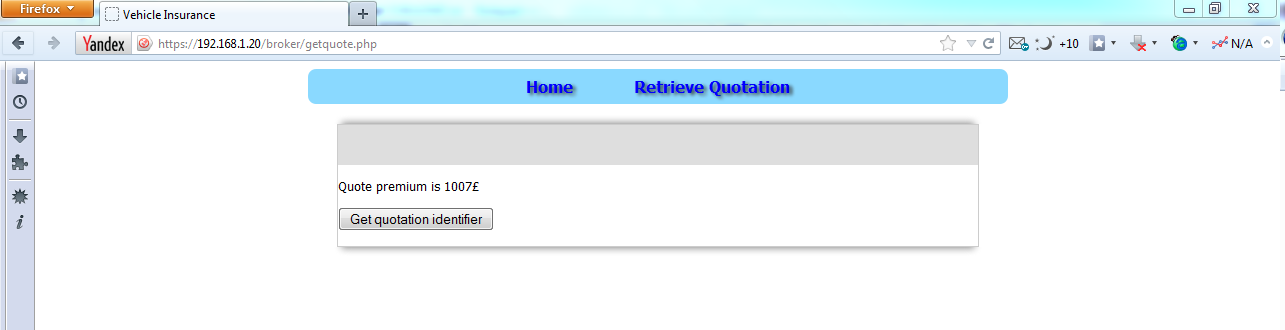 Firefox
Vehicle Insurance
Yandex
https://192.168.1.20/broker/getquote.php
+10
N/A
Home Retrieve Quotation
Quote premium is 1007£
Get quotation identifier